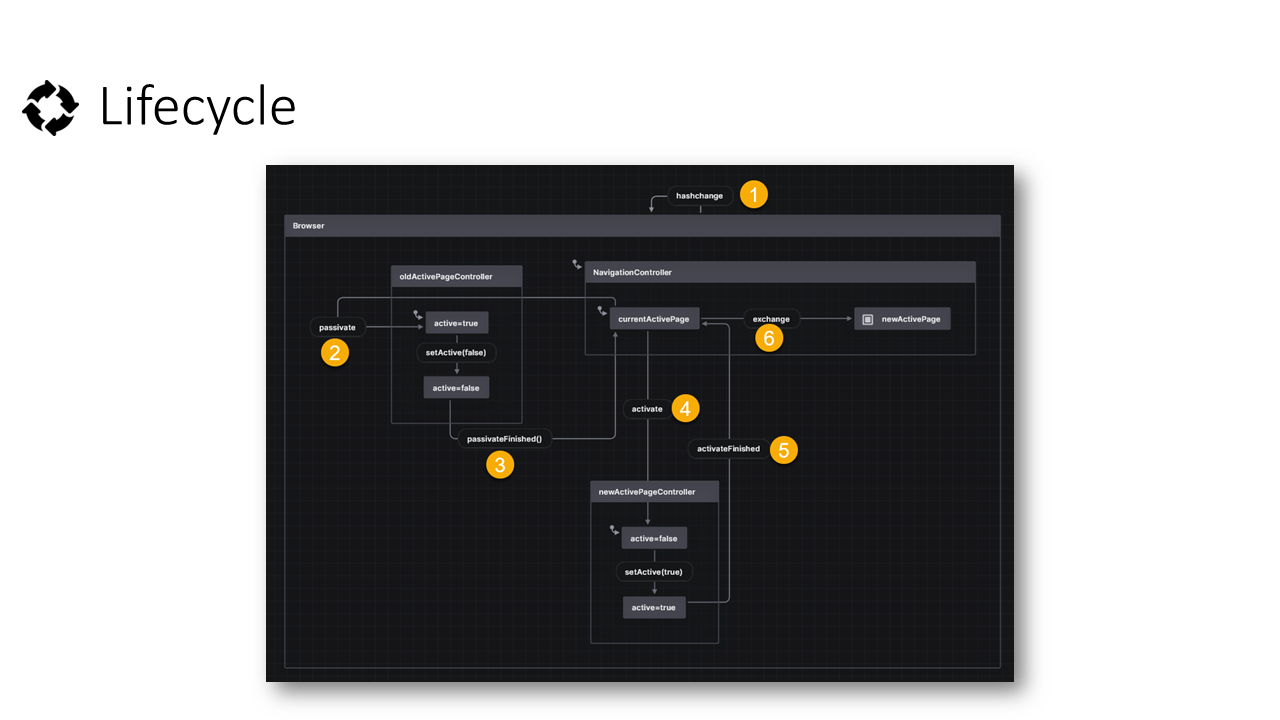 Lifecycle
hashchange
1
Browser
oldActivePageController
NavigationController
passivate
2
active=true
setActive(false)
active=false
passivateFinished()
3
currentActivePage
exchange
6
newActivePage
activate
4
activateFinished
5
newActivePageController
active=false
setActive(true)
active=true